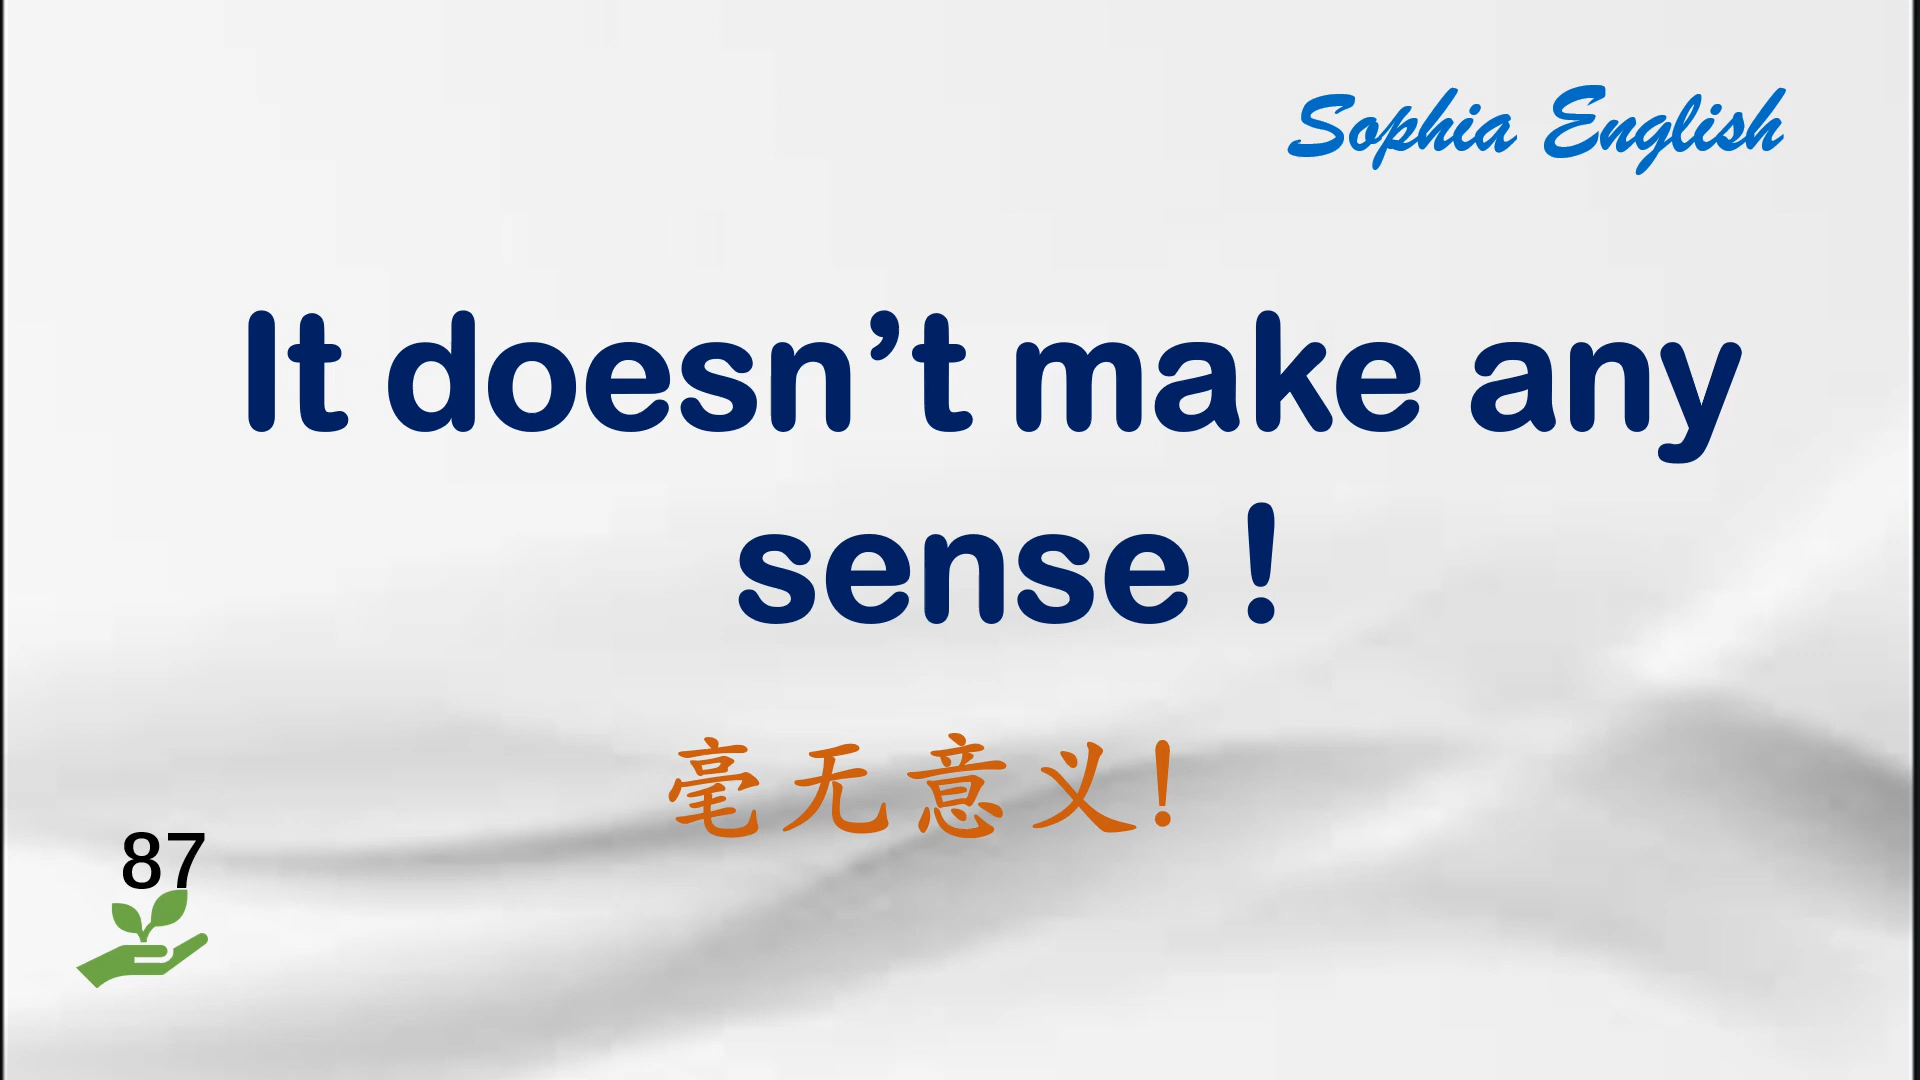 Sophia English
It doesn’t make any
sense !
毫无意义!
87